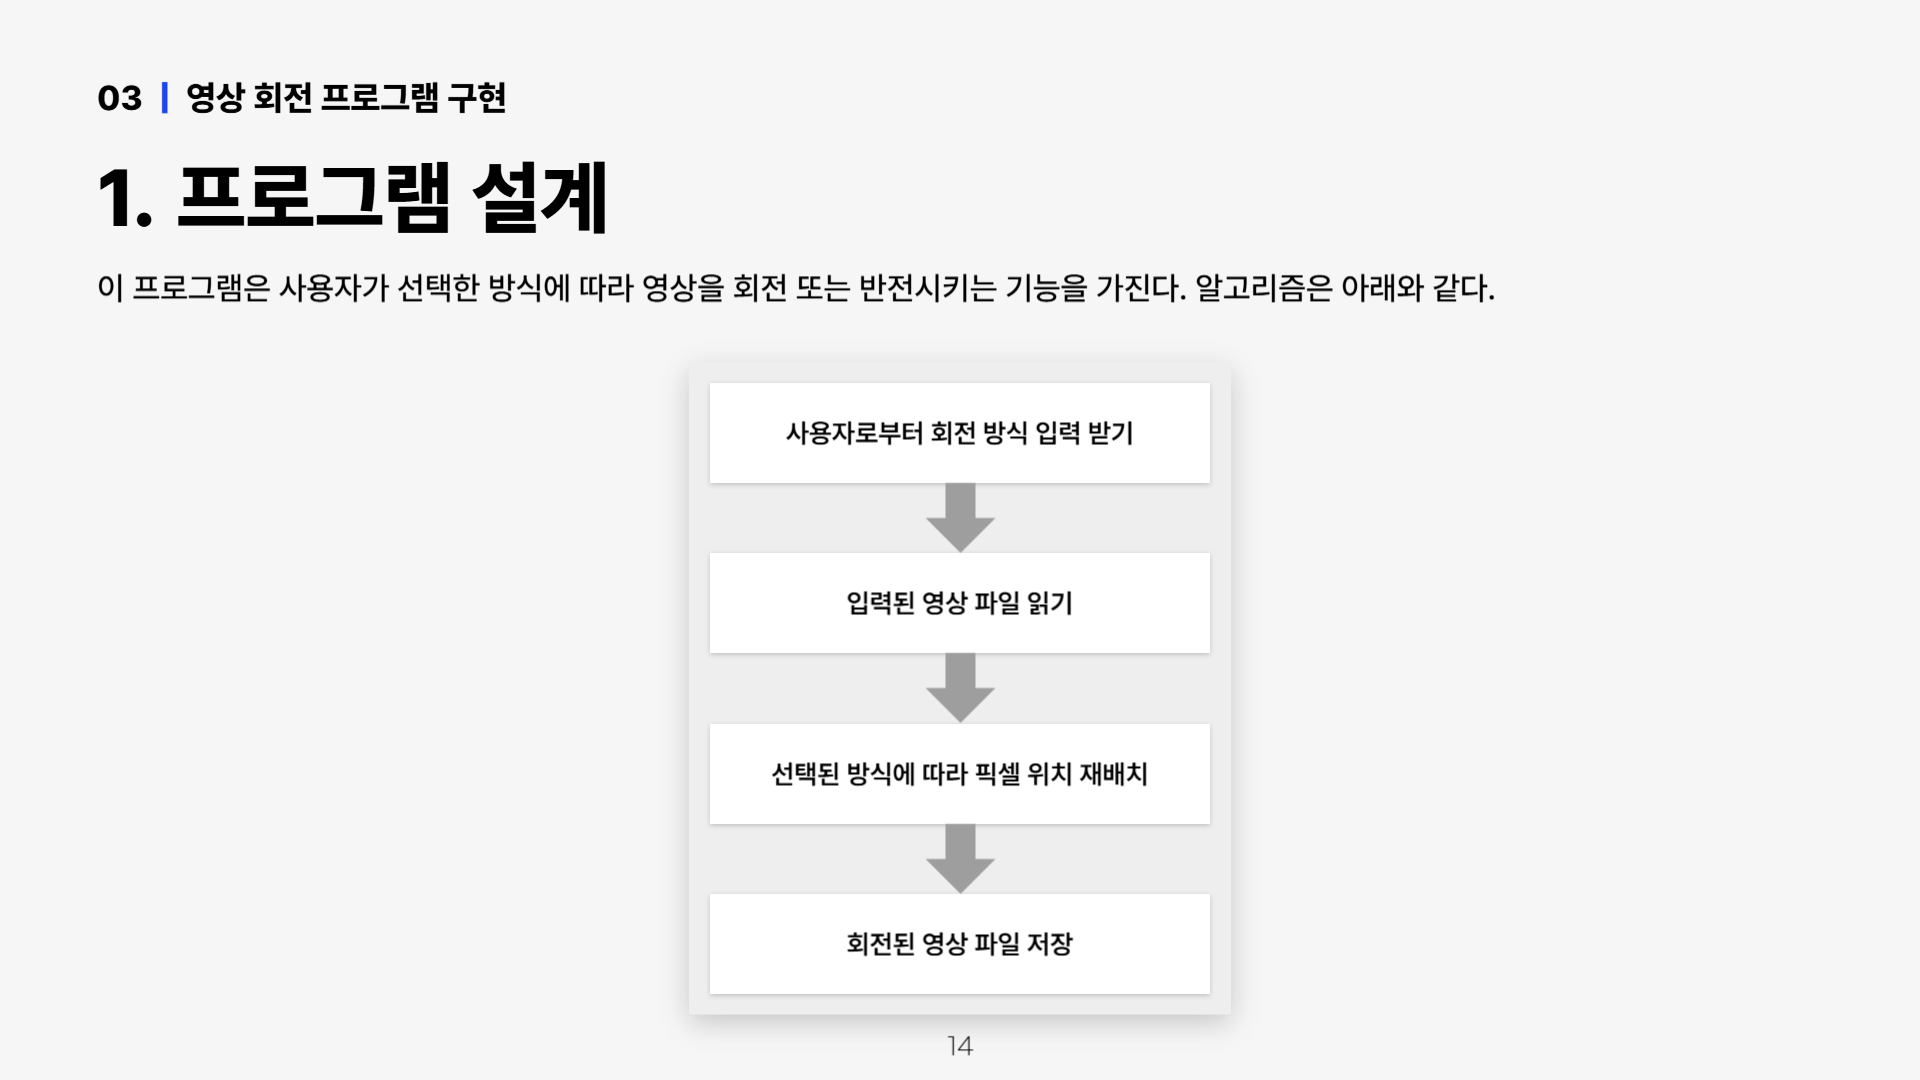 03 | 영상 회전 프로그램 구현
1. 프로그램 설계
이 프로그램은 사용자가 선택한 방식에 따라 영상을 회전 또는 반전시키는 기능을 가진다. 알고리즘은 아래와 같다.
사용자로부터 회전 방식 입력 받기
입력된 영상 파일 읽기
선택된 방식에 따라 픽셀 위치 재배치
회전된 영상 파일 저장
14